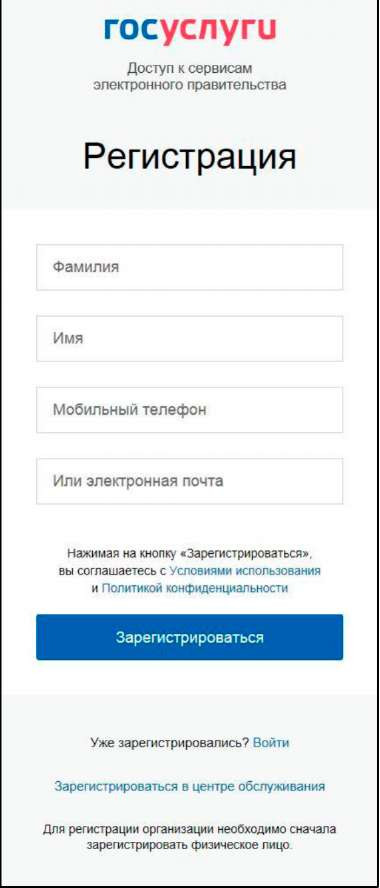 госуслуги
Доступ к сервисам
электронного правительства
Регистрация
Фамилия
Имя
Мобильный телефон
Или электронная почта
Нажимая на кнопку «Зарегистрироваться»,
вы соглашаетесь с Условиями использования
и Политикой конфиденциальности
Зарегистрироваться
Уже зарегистрировались? Войти
Зарегистрироваться в центре обслуживания
Для регистрации организации необходимо сначала
зарегистрировать физическое лицо.